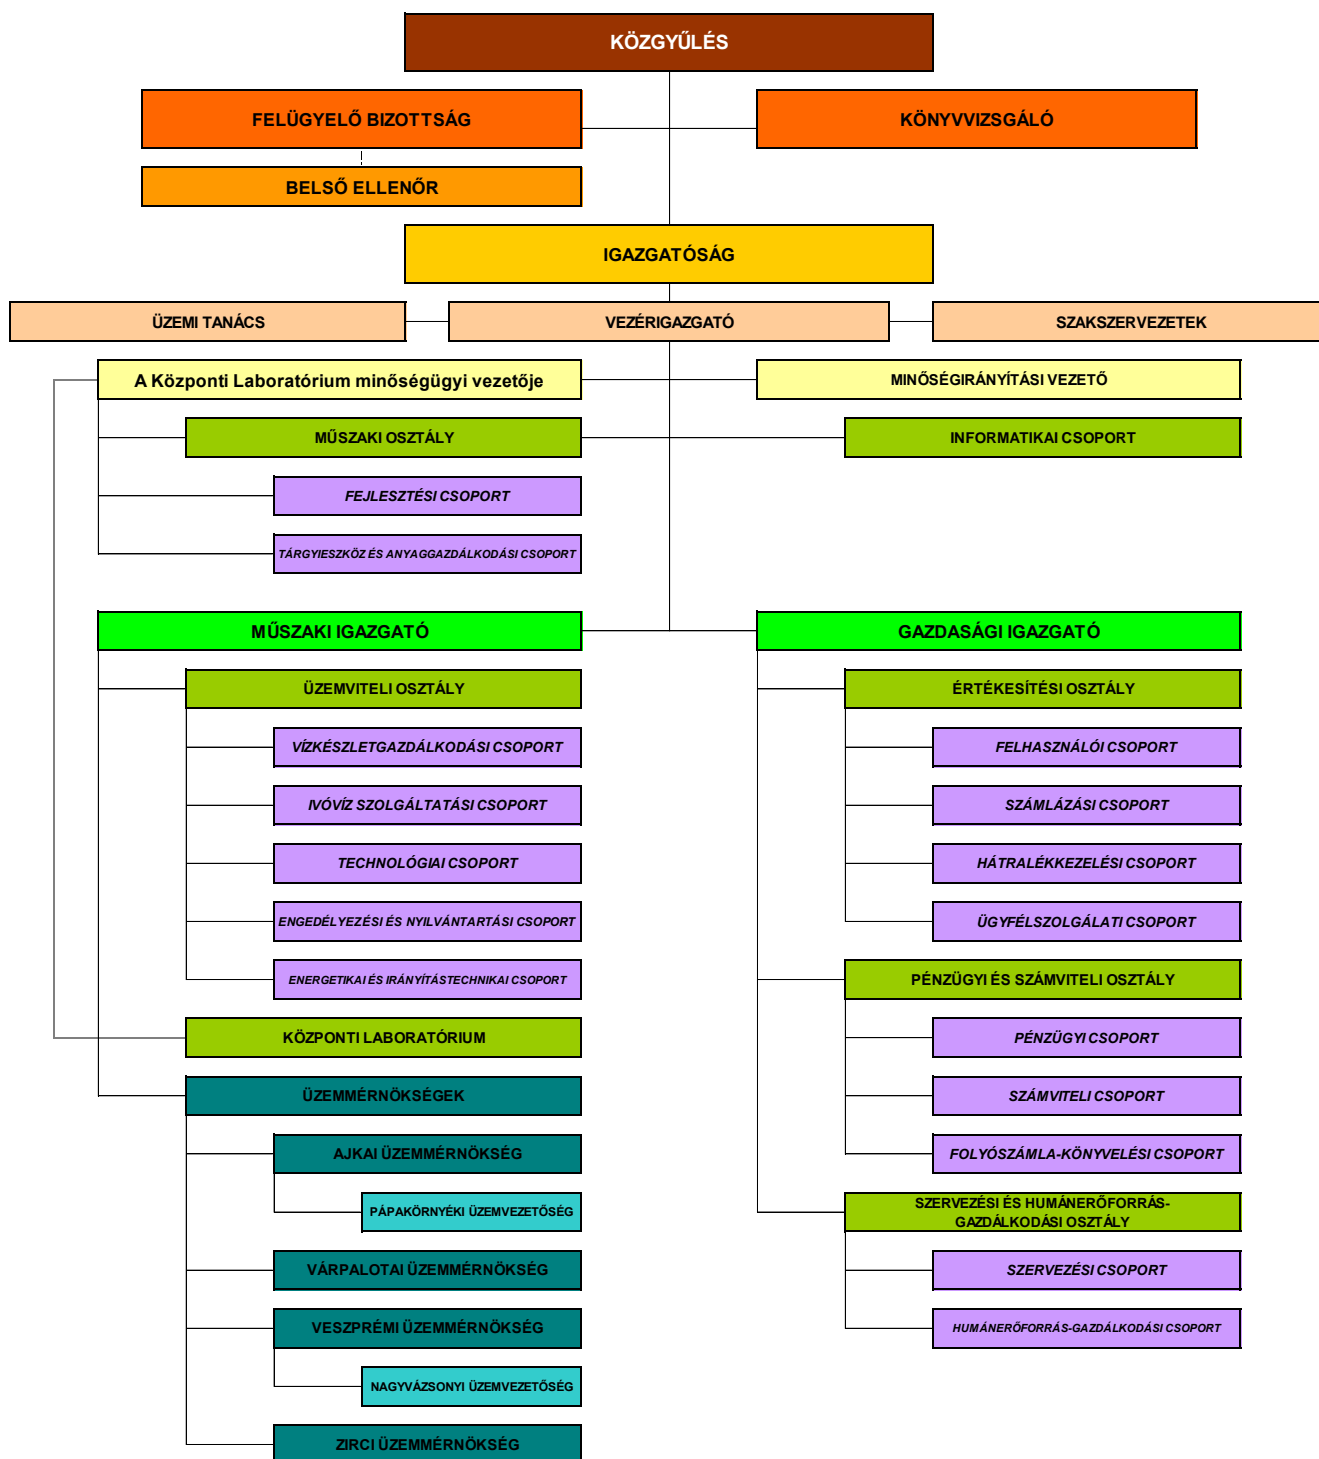 KÖZGYŰLÉS
FELÜGYELŐ BIZOTTSÁG
KÖNYVVIZSGÁLÓ
BELSŐ ELLENŐR
IGAZGATÓSÁG
ÜZEMI TANÁCS
VEZÉRIGAZGATÓ
SZAKSZERVEZETEK
A Központi Laboratórium minőségügyi vezetője
MINŐSÉGIRÁNYÍTÁSI VEZETŐ
MŰSZAKI OSZTÁLY
INFORMATIKAI CSOPORT
FEJLESZTÉSI CSOPORT
TÁRGYIESZKÖZ ÉS ANYAGGAZDÁLKODÁSI CSOPORT
MŰSZAKI IGAZGATÓ
GAZDASÁGI IGAZGATÓ
ÜZEMVITELI OSZTÁLY
ÉRTÉKESÍTÉSI OSZTÁLY
VÍZKÉSZLETGAZDÁLKODÁSI CSOPORT
FELHASZNÁLÓI CSOPORT
IVÓVÍZ SZOLGÁLTATÁSI CSOPORT
SZÁMLÁZÁSI CSOPORT
TECHNOLÓGIAI CSOPORT
HÁTRALÉKKEZELÉSI CSOPORT
ENGEDÉLYEZÉSI ÉS NYILVÁNTARTÁSI CSOPORT
ÜGYFÉLSZOLGÁLATI CSOPORT
ENERGETIKAI ÉS IRÁNYÍTÁSTECHNIKAI CSOPORT
PÉNZÜGYI ÉS SZÁMVITELI OSZTÁLY
KÖZPONTI LABORATÓRIUM
PÉNZÜGYI CSOPORT
ÜZEMMÉRNÖKSÉGEK
SZÁMVITELI CSOPORT
AJKAI ÜZEMMÉRNÖKSÉG
FOLYÓSZÁMLA-KÖNYVELÉSI CSOPORT
PÁPAKÖRNYÉKI ÜZEMVEZETŐSÉG
SZERVEZÉSI ÉS HUMÁNERŐFORRÁS-
GAZDÁLKODÁSI OSZTÁLY
VÁRPALOTAI ÜZEMMÉRNÖKSÉG
SZERVEZÉSI CSOPORT
VESZPRÉMI ÜZEMMÉRNÖKSÉG
HUMÁNERŐFORRÁS-GAZDÁLKODÁSI CSOPORT
NAGYVÁZSONYI ÜZEMVEZETŐSÉG
ZIRCI ÜZEMMÉRNÖKSÉG